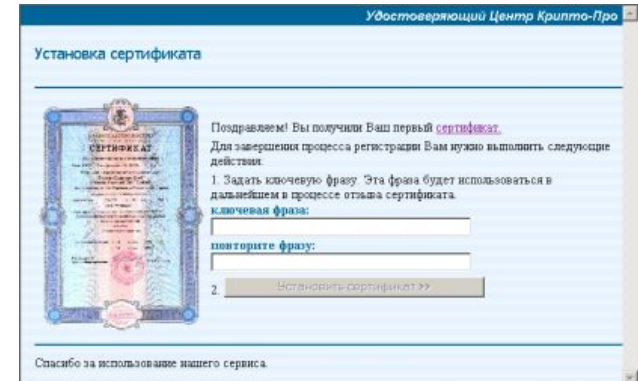 Удостоверяющий Центр Крипто-Про
Установка сертификата
СЕРТИФИКАТ
Поздравляем! Вы получили Ваш первый сертификат.
Для завершения процесса регистрации Вам нужно выполнить следующие
действия:
1. Задать ключевую фразу. Эта фраза будет использоваться в
дальнейшем в процессе отзыва сертификата.
ключевая фраза:
повторите фразу:
2. Установить сертификат >>
Спасибо за использование нашего сервиса.